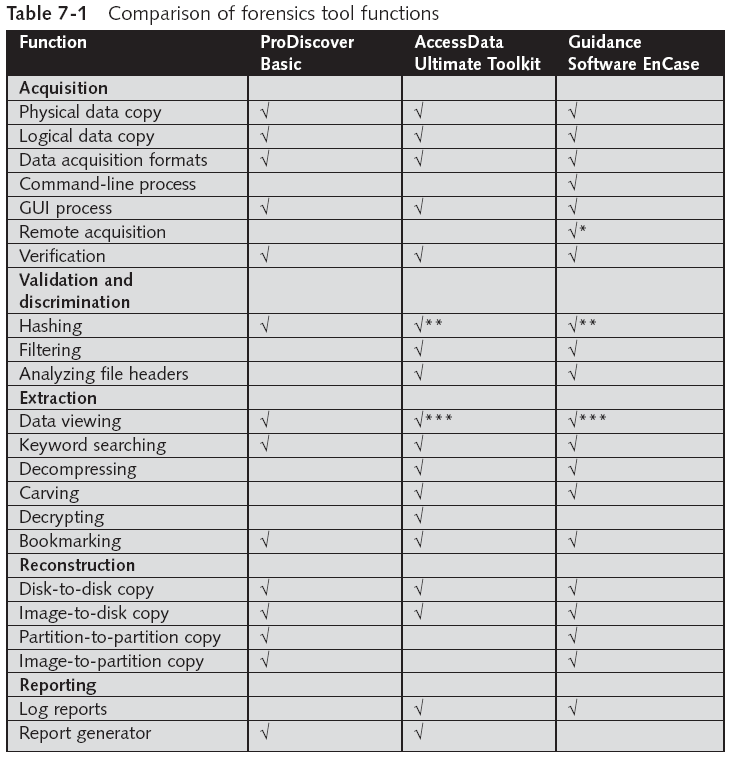 Table 7-1 Comparison of forensics tool functions
Function ProDiscover Basic AccessData Ultimate Toolkit Guidance Software EnCase
Acquisition
Physical data copy √ √ √
Logical data copy √ √ √
Data acquisition formats √ √ √
Command-line process √
GUI process √ √ √
Remote acquisition √*
Verification √ √ √
Validation and
discrimination
Hashing √ √** √**
Filtering √ √
Analyzing file headers √ √
Extraction
Data viewing √ √*** √***
Keyword searching √ √ √
Decompressing √ √
Carving √ √
Decrypting √
Bookmarking √ √ √
Reconstruction
Disk-to-disk copy √ √ √
Image-to-disk copy √ √ √
Partition-to-partition copy √ √
Image-to-partition copy √ √
Reporting
Log reports √ √
Report generator √ √